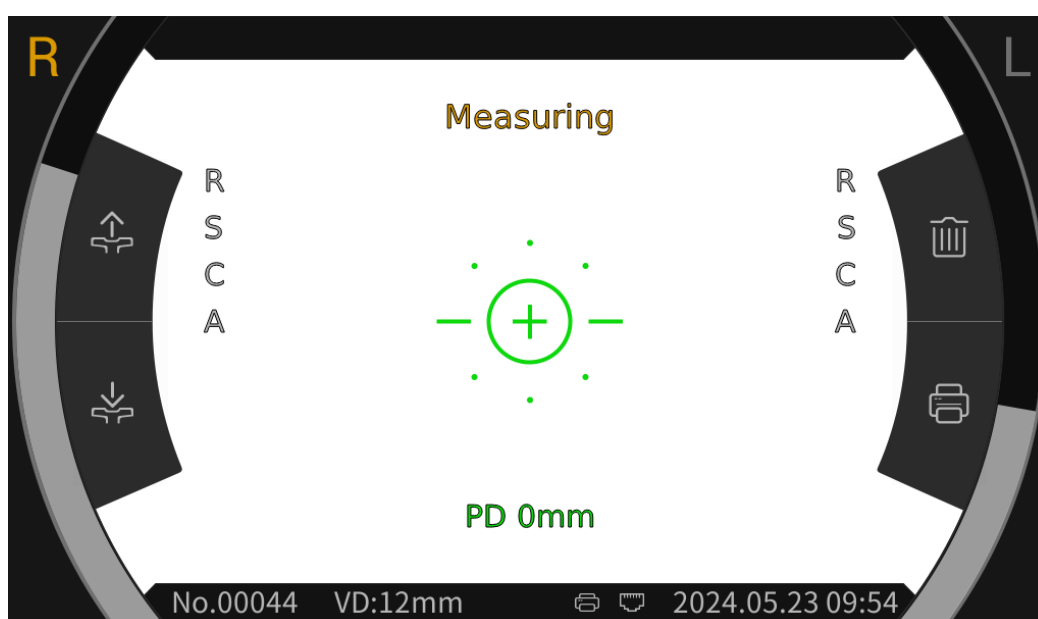 R L
Measuring
R R
S S
C C
A A
PD 0mm
No.00044 VD:12mm 2024.05.23 09:54